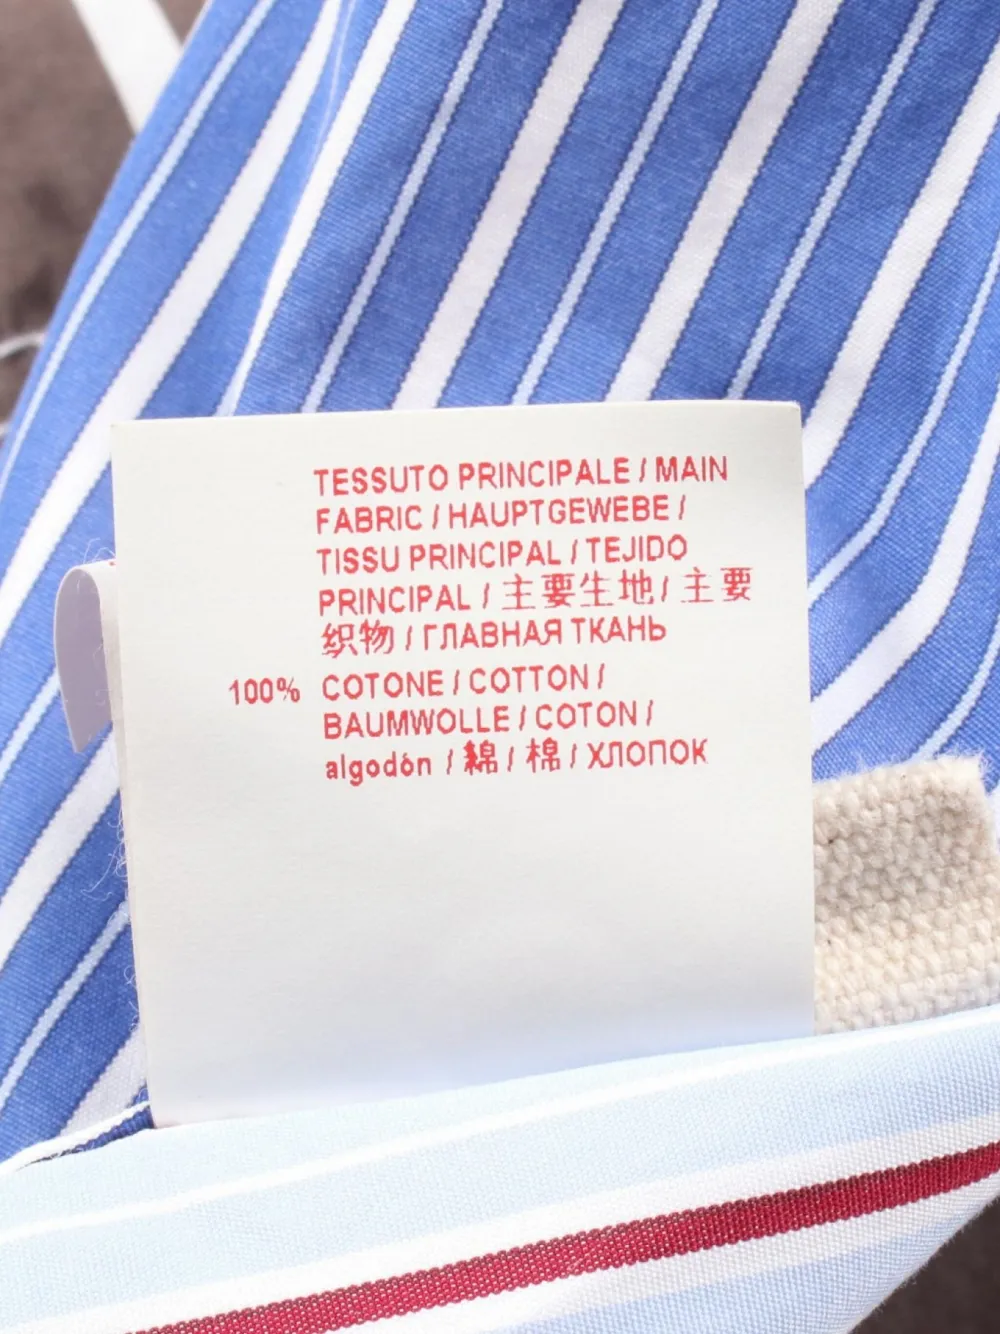 TESSUTO PRINCIPALE / MAIN
FABRIC / HAUPTGEWEBE /
TISSU PRINCIPAL / TEJIDO
PRINCIPAL / 主要生地 / 主要
织物 / ГЛАВНАЯ ТКАНЬ
100% COTONE / COTTON /
BAUMWOLLE / COTON /
algodón / 綿 / 棉 / ХЛОПОК